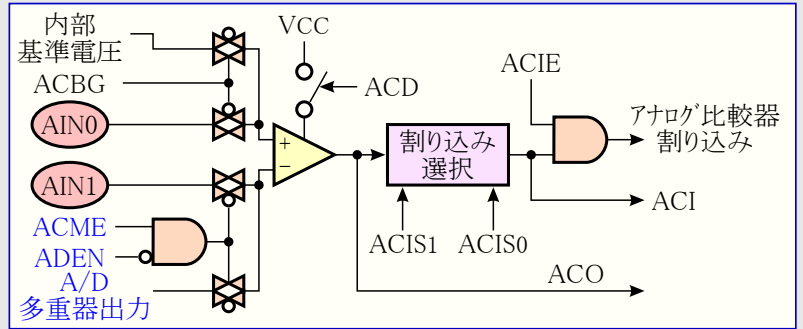 内部
基準電圧
VCC
ACBG
ACD
ACIE
AIN0
+
−
割り込み
選択
アナログ比較器
割り込み
AIN1
ACI
ACME
ACIS1
ACIS0
ADEN
A/D
多重器出力
ACO